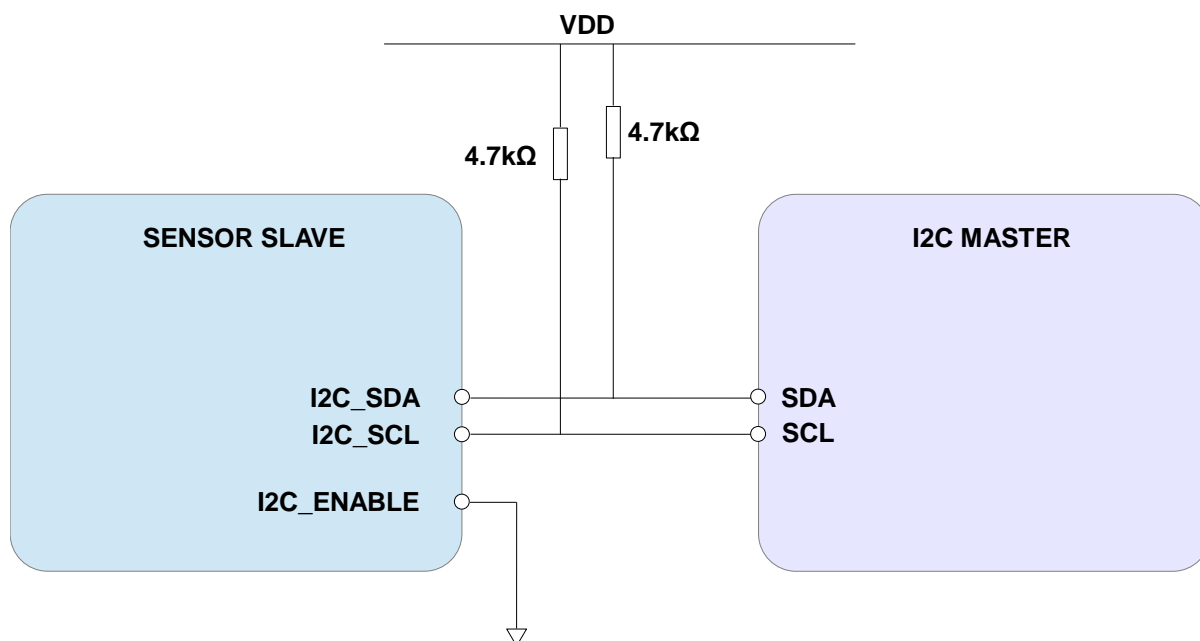 VDD
4.7kΩ
4.7kΩ
SENSOR SLAVE
I2C MASTER
I2C_SDA
SDA
I2C_SCL
SCL
I2C_ENABLE